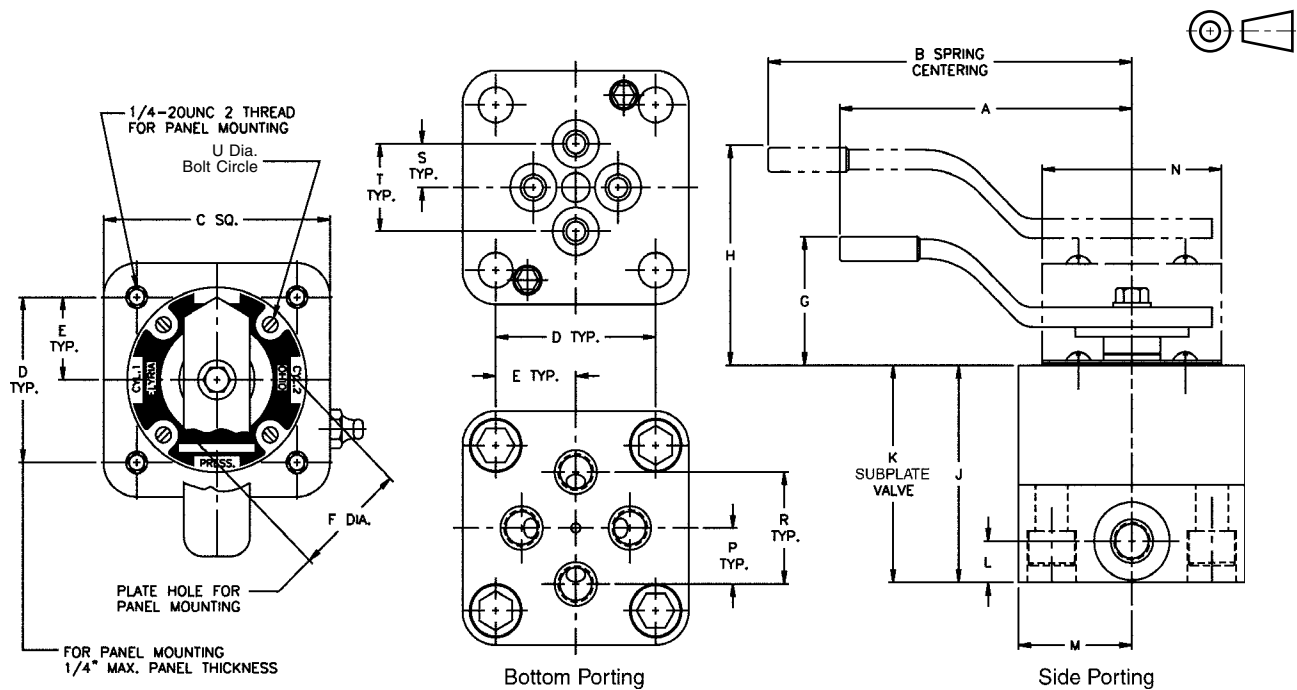 1/4-20UNC 2 THREAD
FOR PANEL MOUNTING
U Dia.
Bolt Circle
C SQ.
E
TYP.
D
TYP.
CYL.1
ELYRIA
OHIO
CYL.2
PRESS.
F DIA.
PLATE HOLE FOR
PANEL MOUNTING
FOR PANEL MOUNTING
1/4" MAX. PANEL THICKNESS
S
TYP.
T
TYP.
D TYP.
E TYP.
R
TYP.
P
TYP.
Bottom Porting
B SPRING
CENTERING
A
N
H
G
K
SUBPLATE
VALVE
J
L
M
Side Porting